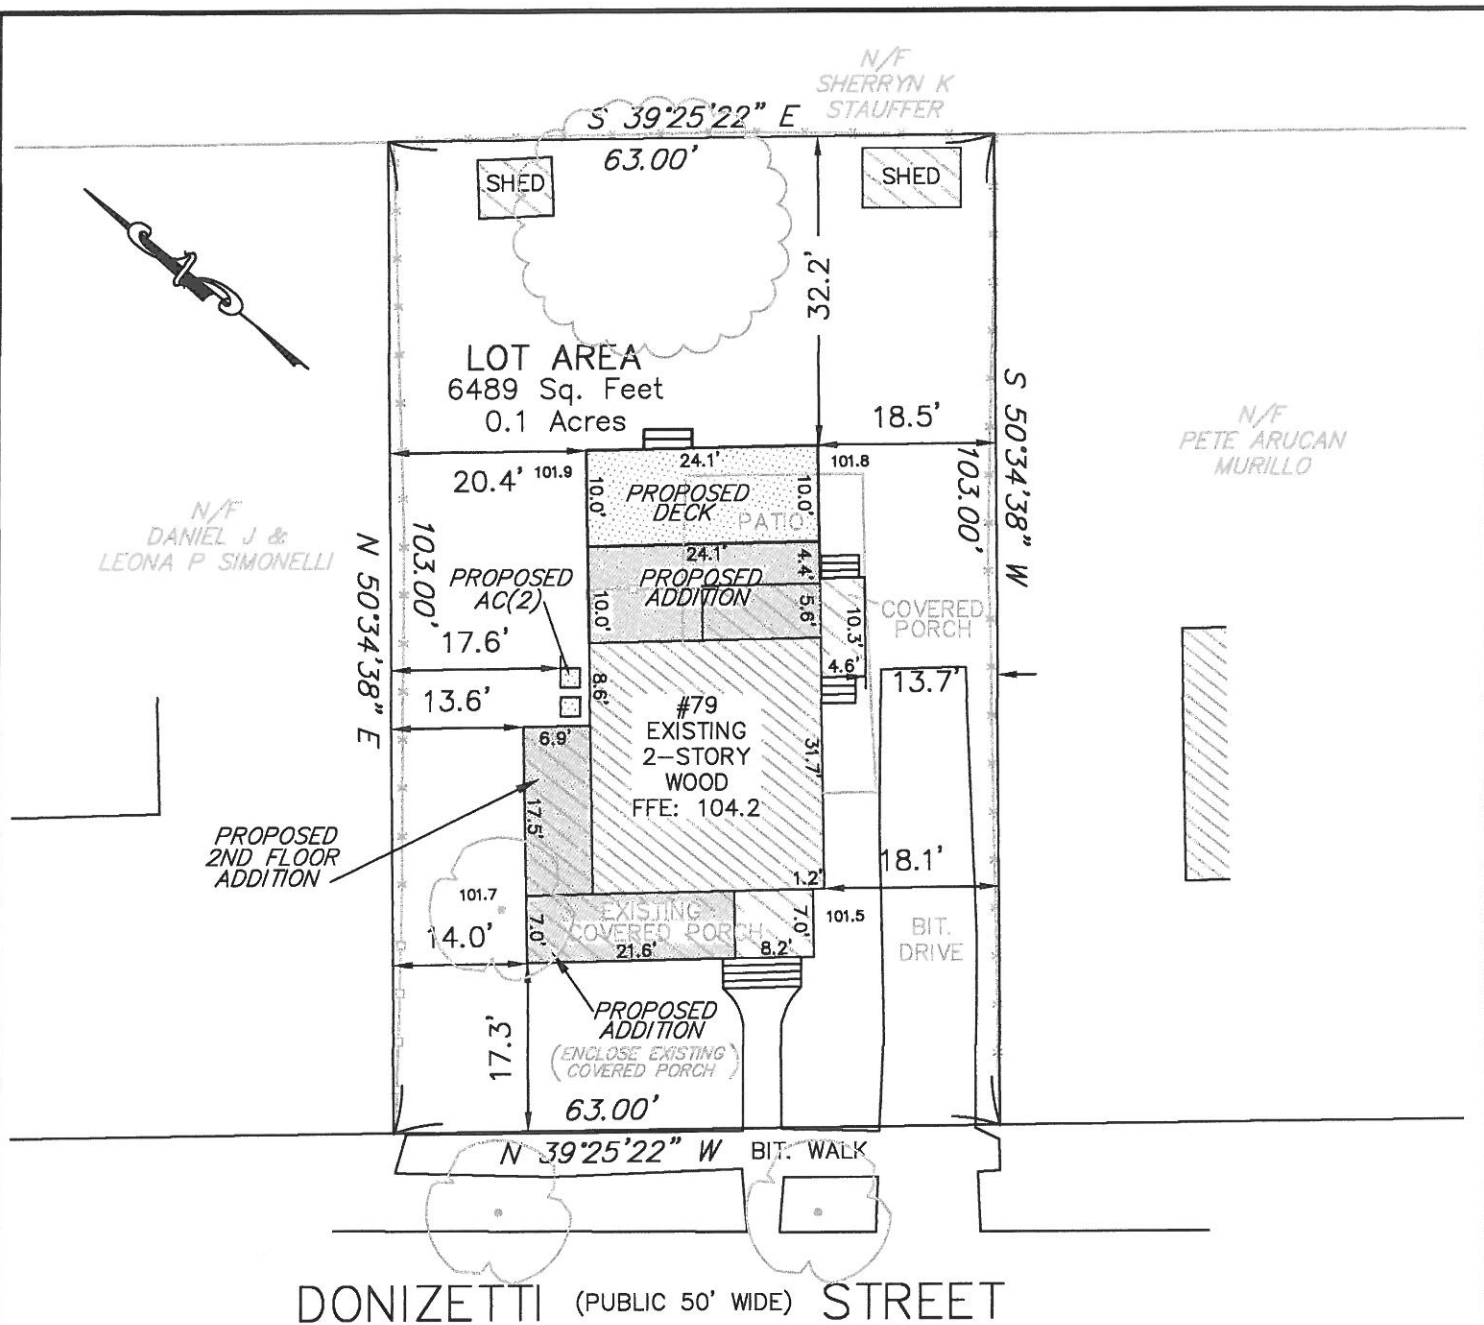 N/F
SHERRYN K
STAUFFER
S 39°25'22" E
63.00'
SHED
SHED
32.2'
LOT AREA
6489 Sq. Feet
0.1 Acres
18.5'
S 50°34'38" W
103.00'
N/F
PETE ARUCAN
MURILLO
20.4'
101.9
24.1'
101.8
10.0'
PROPOSED
DECK
10.0'
PATIO
N/F
DANIEL J &
LEONA P SIMONELLI
N 50°34'38" E
103.00'
24.1'
4.4'
PROPOSED
ADDITION
10.0'
5.6'
PROPOSED
AC(2)
10.3'
COVERED
PORCH
17.6'
4.6'
13.7'
13.6'
8.6'
#79
EXISTING
2-STORY
WOOD
FFE: 104.2
6.9'
31.7'
17.5'
PROPOSED
2ND FLOOR
ADDITION
18.1'
1.2'
101.7
EXISTING
COVERED PORCH
7.0'
7.0'
101.5
BIT.
DRIVE
14.0'
21.6'
8.2'
PROPOSED
ADDITION
(ENCLOSE EXISTING
COVERED PORCH)
17.3'
63.00'
N 39°25'22" W
BIT. WALK
DONIZETTI (PUBLIC 50' WIDE) STREET